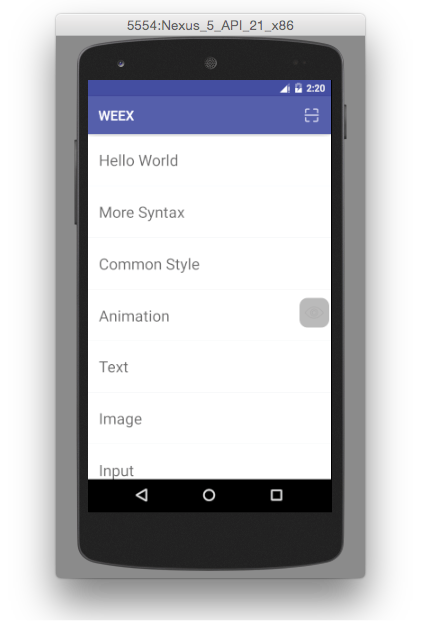 5554:Nexus_5_API_21_x86
2:20
WEEX
Hello World
More Syntax
Common Style
Animation
Text
Image
Input